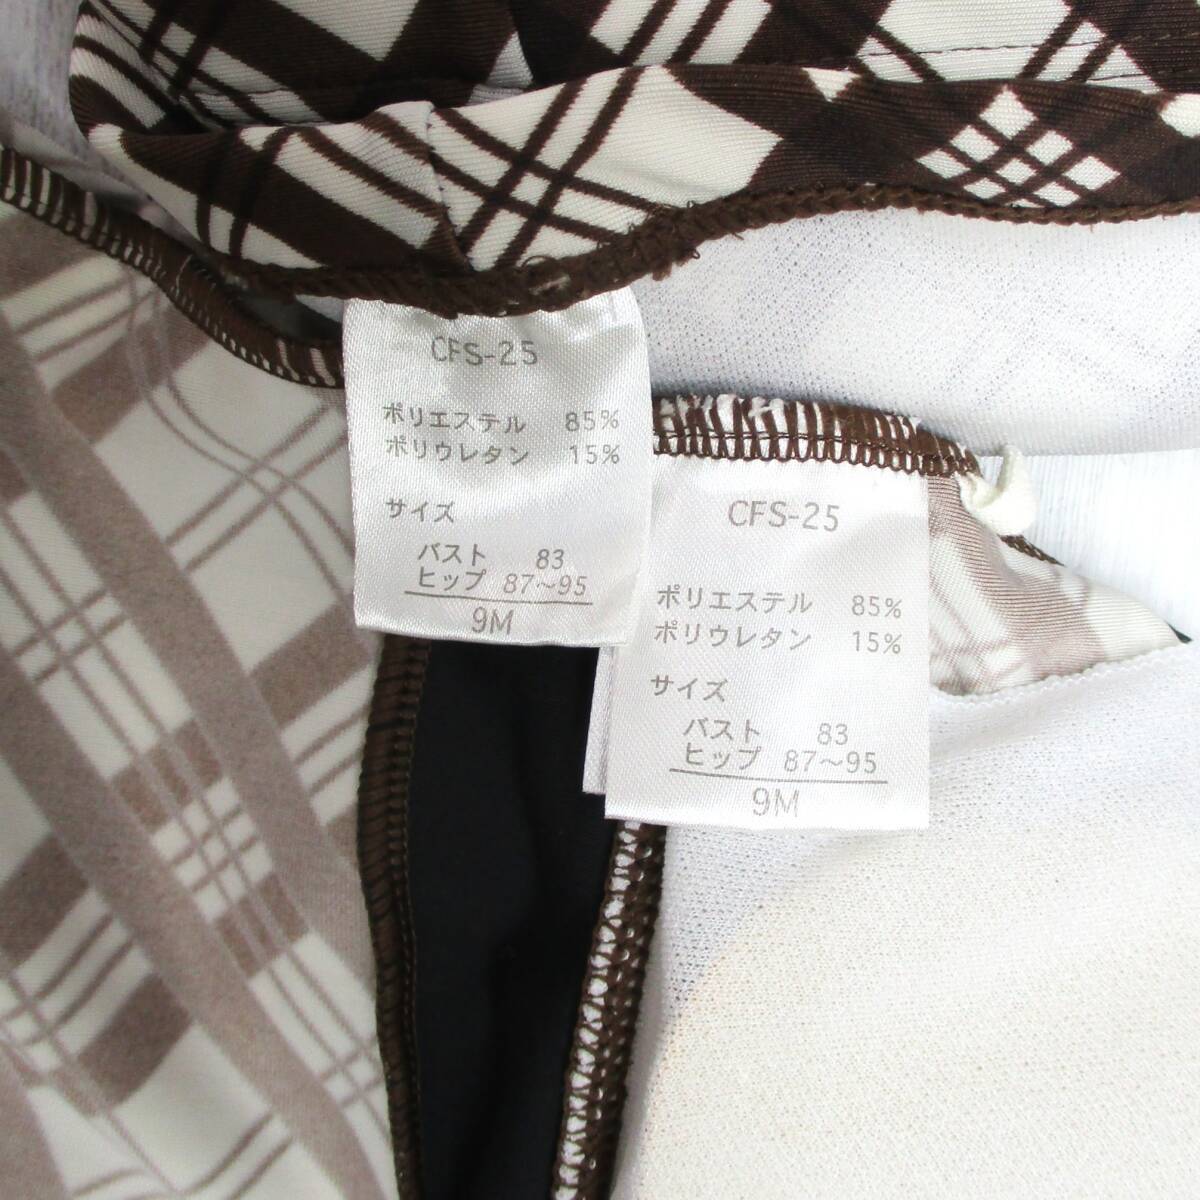 CFS-25
ポリエステル 85%
ポリウレタン 15%
サイズ
バスト 83
ヒップ 87〜95
9M
CFS-25
ポリエステル 85%
ポリウレタン 15%
サイズ
バスト 83
ヒップ 87〜95
9M